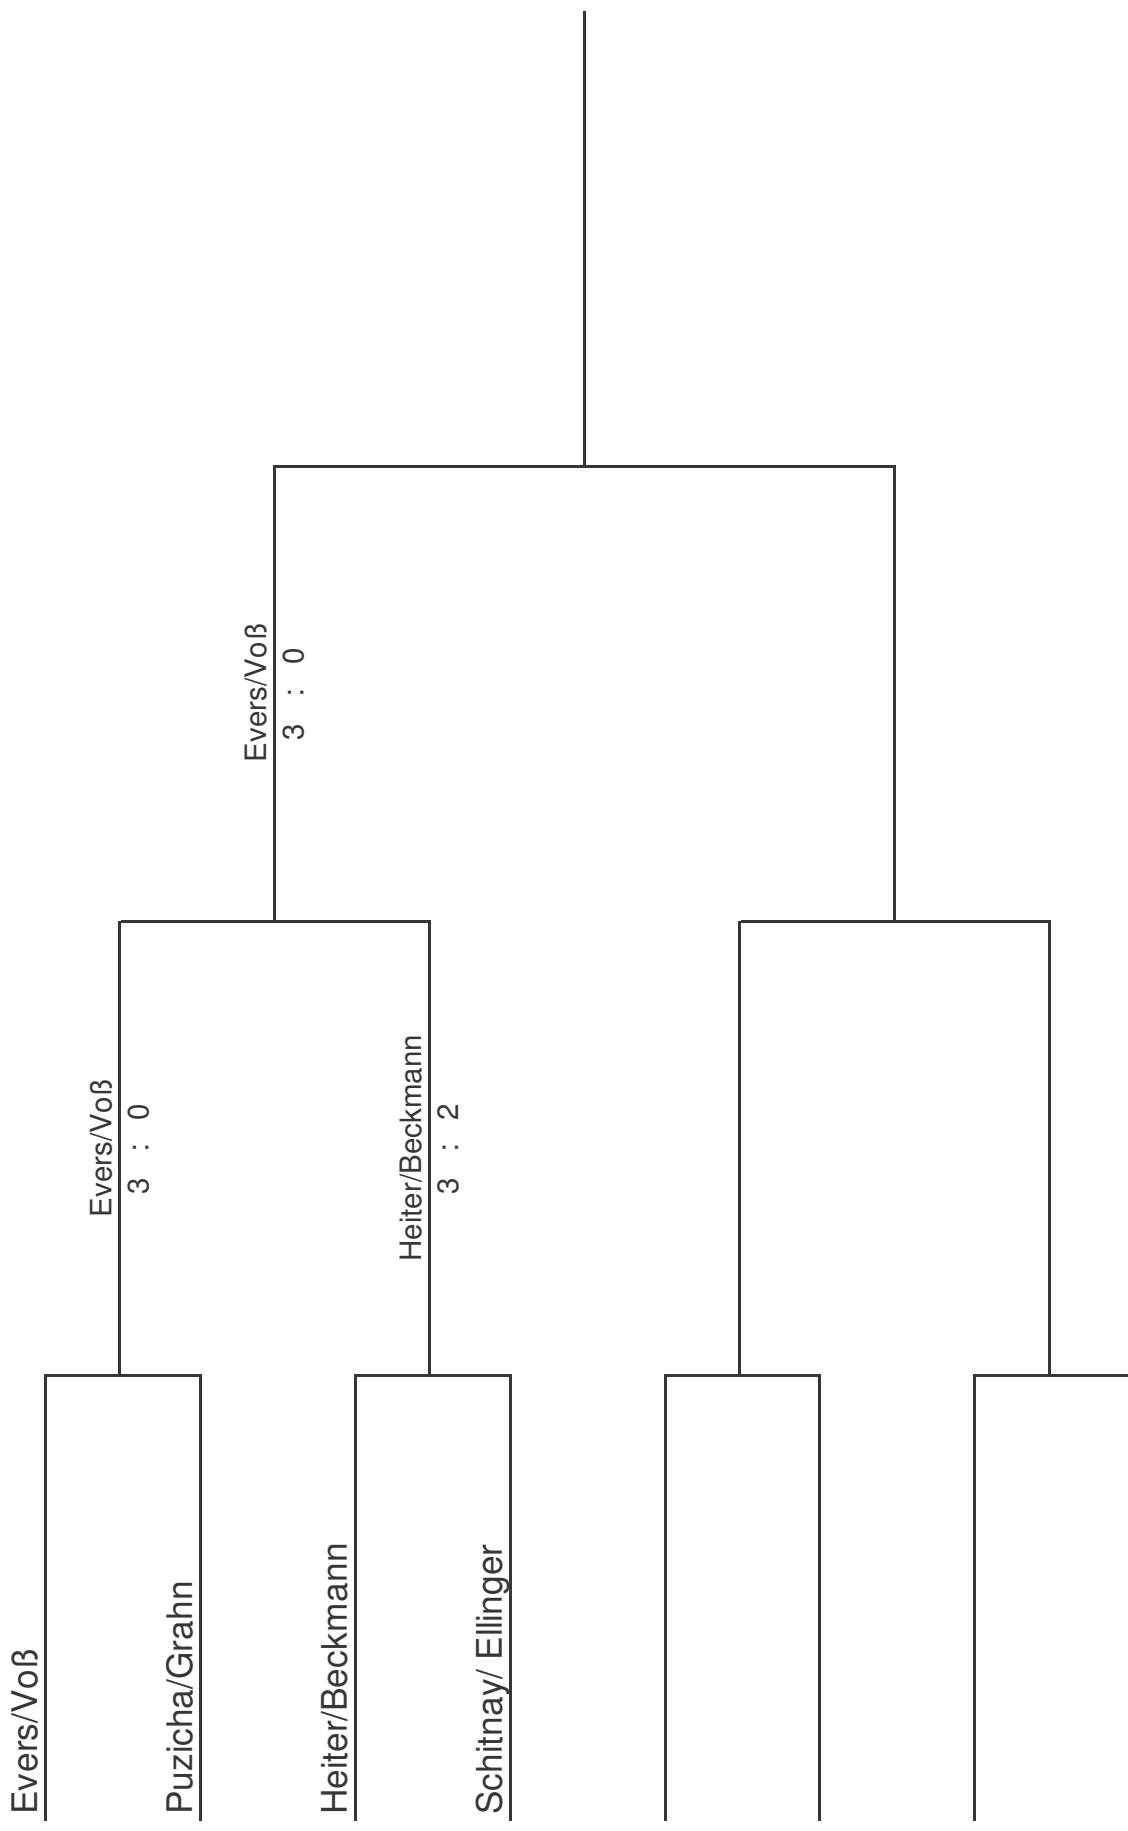 Evers/Voß
Puzicha/Grahn
Heiter/Beckmann
Schitnay/ Ellinger
Evers/Voß
3 : 0
Heiter/Beckmann
3 : 2
Evers/Voß
3 : 0